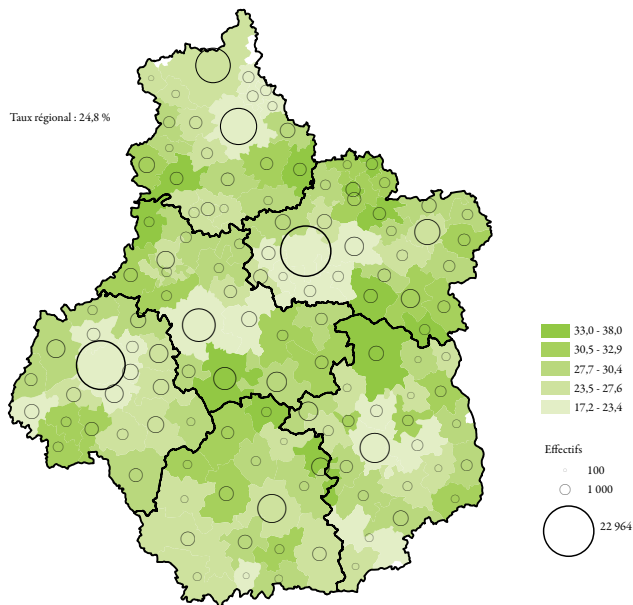 Taux régional : 24,8 %
33,0 - 38,0
30,5 - 32,9
27,7 - 30,4
23,5 - 27,6
17,2 - 23,4
Effectifs
100
1 000
22 964